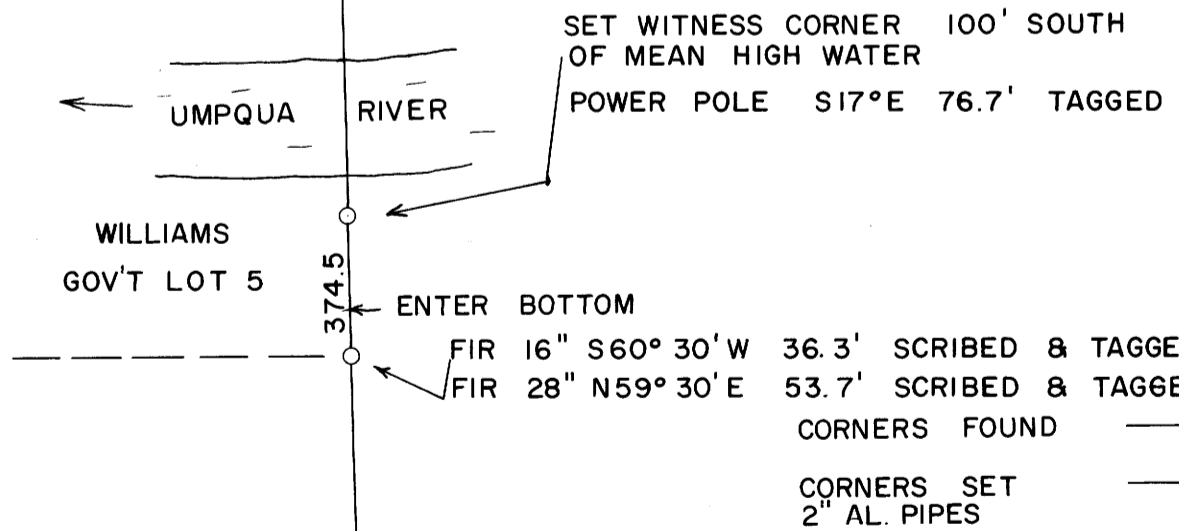 SET WITNESS CORNER 100' SOUTH
OF MEAN HIGH WATER
POWER POLE S17°E 76.7' TAGGED
UMPQUA RIVER
WILLIAMS
GOV'T LOT 5
374.5
ENTER BOTTOM
FIR 16" S60°30'W 36.3' SCRIBED & TAGGE
FIR 28" N59°30'E 53.7' SCRIBED & TAGGE
CORNERS FOUND
CORNERS SET
2" AL. PIPES